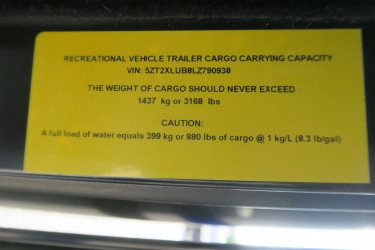 RECREATIONAL VEHICLE TRAILER CARGO CARRYING CAPACITY
VIN: 5ZT2XLUB8LZ790938
THE WEIGHT OF CARGO SHOULD NEVER EXCEED
1437 kg or 3168 lbs
CAUTION:
A full load of water equals 399 kg or 880 lbs of cargo @ 1 kg/L (8.3 lb/gal)